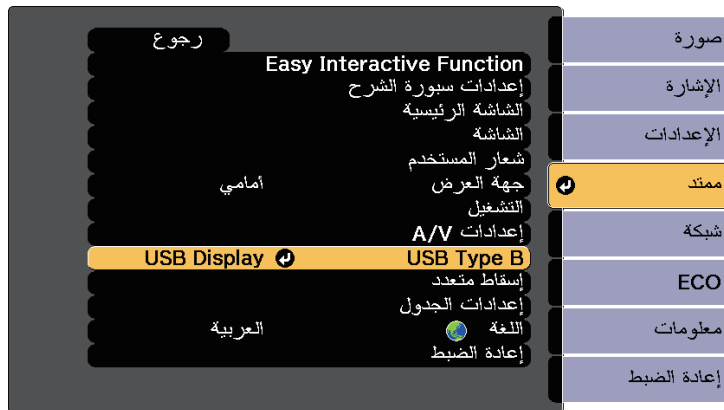 صورة
الإشارة
الإعدادات
ممتد
شبكة
ECO
معلومات
إعادة الضبط
رجوع
Easy Interactive Function
إعدادات سبورة الشرح
الشاشة الرئيسية
الشاشة
شعار المستخدم
جهة العرض أمامي
التشغيل
إعدادات A/V
USB Type B USB Display
إسقاط متعدد
إعدادات الجدول
اللغة العربية
إعادة الضبط